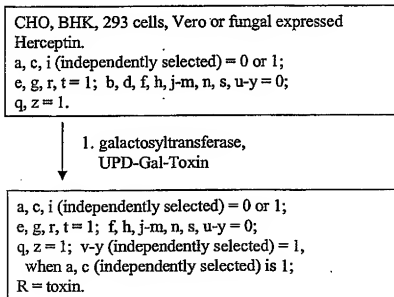 CHO, BHK, 293 cells, Vero or fungal expressed
Herceptin.
a, c, i (independently selected) = 0 or 1;
e, g, r, t = 1; b, d, f, h, j-m, n, s, u-y = 0;
q, z = 1.
1. galactosyltransferase,
UPD-Gal-Toxin
a, c, i (independently selected) = 0 or 1;
e, g, r, t = 1; f, h, j-m, n, s, u-y = 0;
q, z = 1; v-y (independently selected) = 1,
when a, c (independently selected) is 1;
R = toxin.